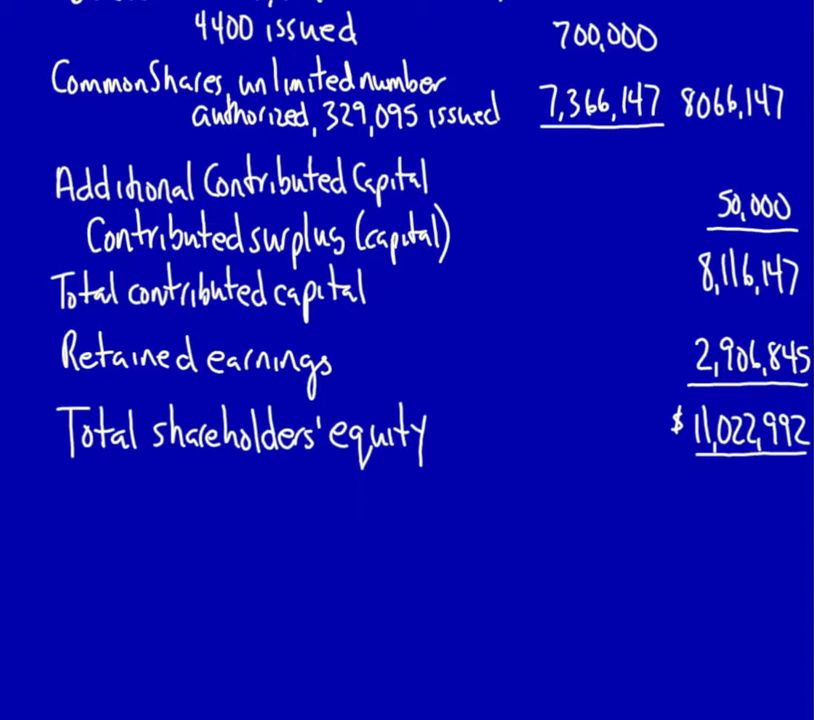 4400 issued 700,000
Common Shares, unlimited number
authorized, 329,095 issued 7,366,147 8066,147
Additional Contributed Capital
Contributed surplus (capital) 50,000
Total contributed capital 8,116,147
Retained earnings 2,906,845
Total shareholders' equity $11,022,992